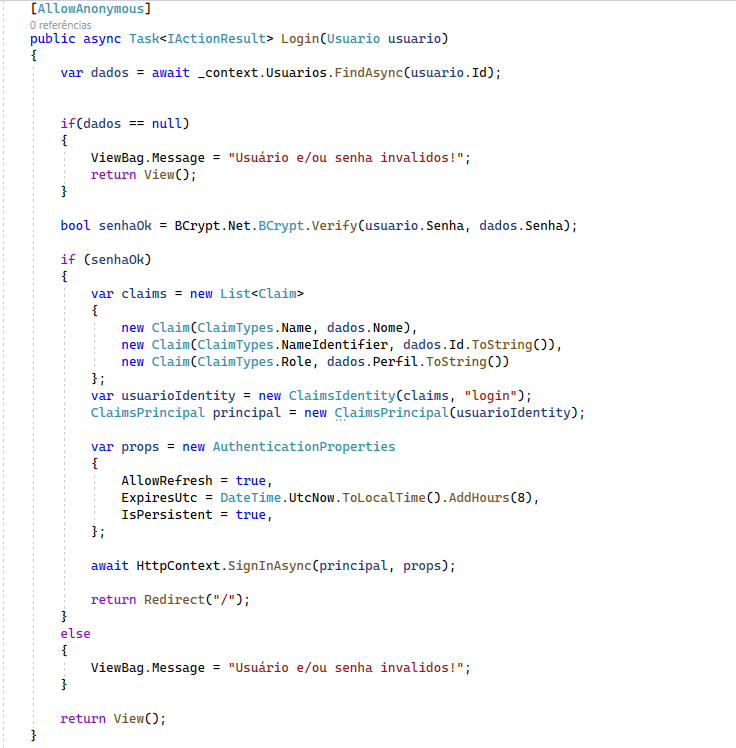 [AllowAnonymous]
0 referências
public async Task<IActionResult> Login(Usuario usuario)
{
var dados = await _context.Usuarios.FindAsync(usuario.Id);
if(dados == null)
{
ViewBag.Message = "Usuário e/ou senha invalidos!";
return View();
}
bool senhaOk = BCrypt.Net.BCrypt.Verify(usuario.Senha, dados.Senha);
if (senhaOk)
{
var claims = new List<Claim>
{
new Claim(ClaimTypes.Name, dados.Nome),
new Claim(ClaimTypes.NameIdentifier, dados.Id.ToString()),
new Claim(ClaimTypes.Role, dados.Perfil.ToString())
};
var usuarioIdentity = new ClaimsIdentity(claims, "login");
ClaimsPrincipal principal = new ClaimsPrincipal(usuarioIdentity);
var props = new AuthenticationProperties
{
AllowRefresh = true,
ExpiresUtc = DateTime.UtcNow.ToLocalTime().AddHours(8),
IsPersistent = true,
};
await HttpContext.SignInAsync(principal, props);
return Redirect("/");
}
else
{
ViewBag.Message = "Usuário e/ou senha invalidos!";
}
return View();
}